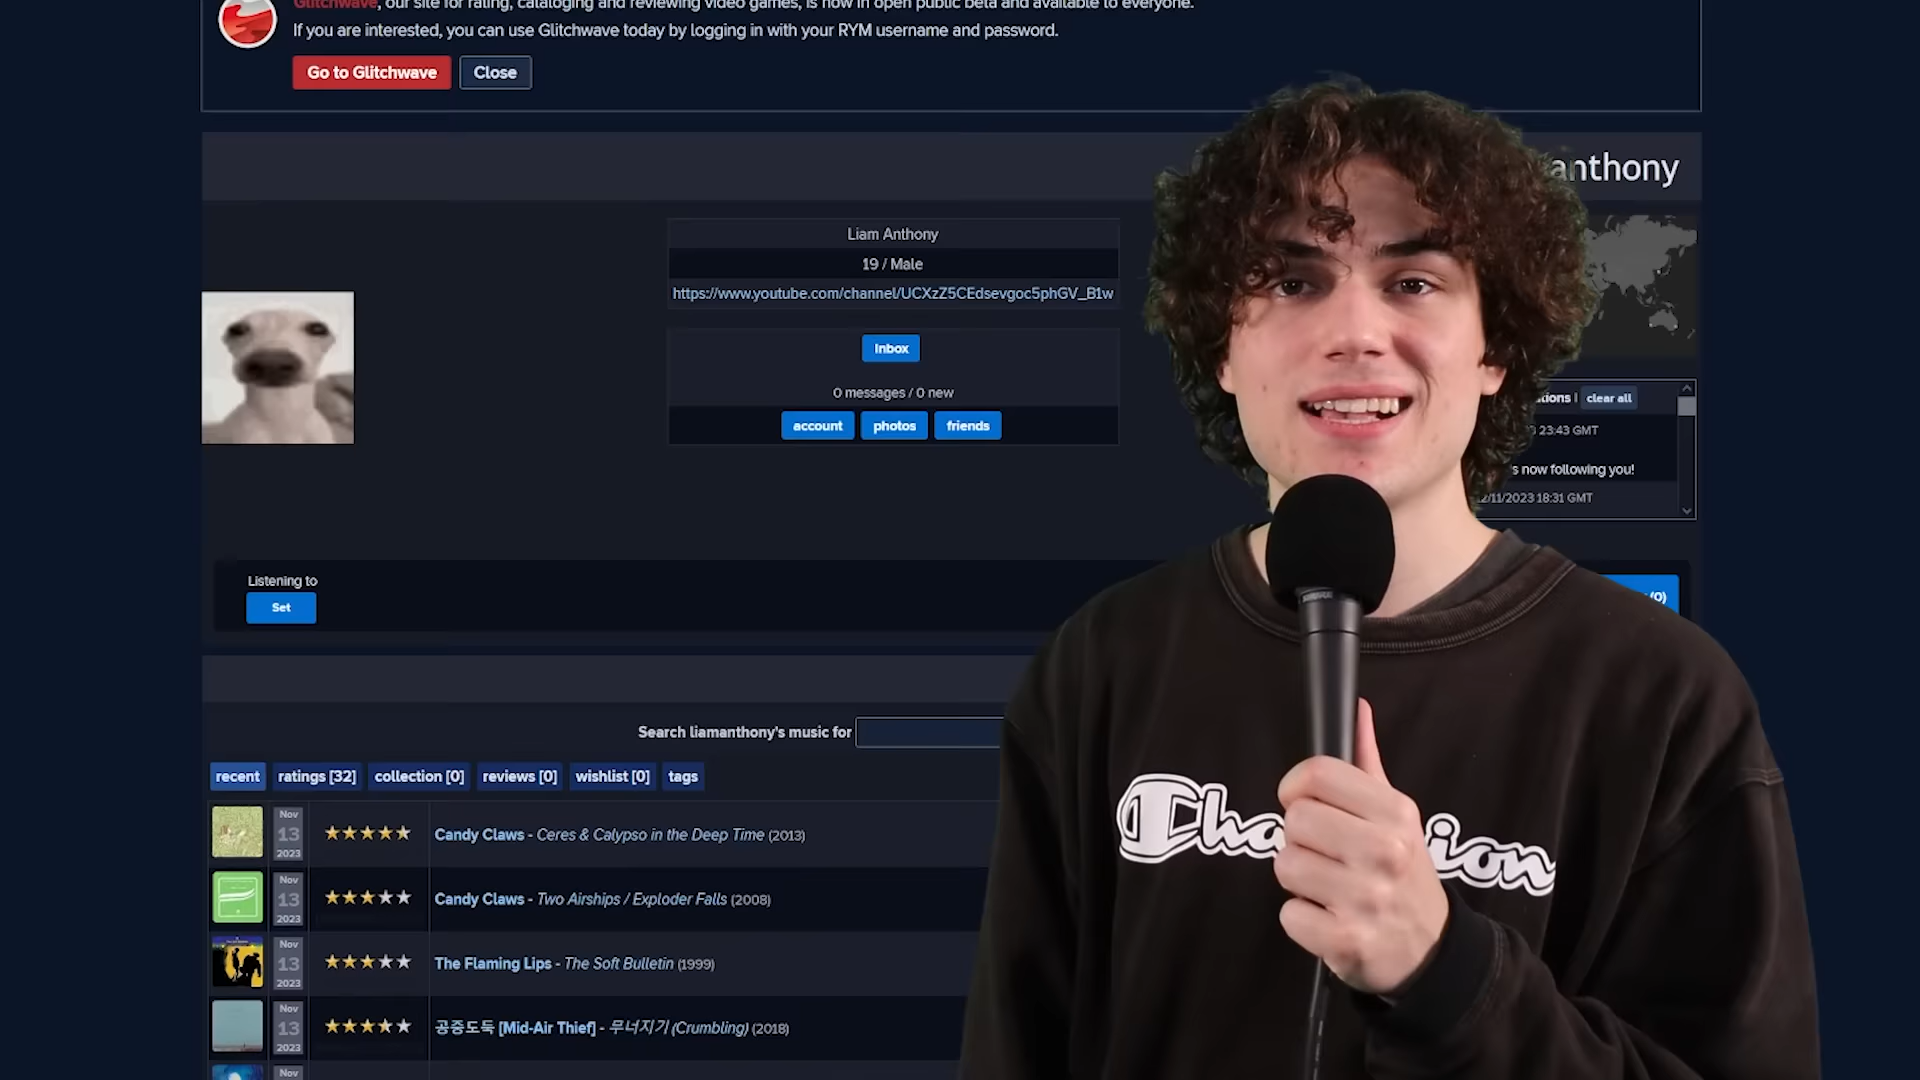 Glitchwave, our site for rating, cataloging and reviewing video games, is now in open public beta and available to everyone.
If you are interested, you can use Glitchwave today by logging in with your RYM username and password.
Go to Glitchwave
Close
anthony
Liam Anthony
19 / Male
https://www.youtube.com/channel/UCXzZ5CEdsevgoc5phGV_B1w
Inbox
0 messages / 0 new
account photos friends
clear all
23:43 GMT
now following you!
/11/2023 18:31 GMT
Listening to
Set
(0)
Search liamanthony's music for
recent ratings [32] collection [0] reviews [0] wishlist [0] tags
Nov
13
2023
Candy Claws - Ceres & Calypso in the Deep Time (2013)
Nov
13
2023
Candy Claws - Two Airships / Exploder Falls (2008)
Nov
13
2023
The Flaming Lips - The Soft Bulletin (1999)
Nov
13
2023
공중도둑 [Mid-Air Thief] - 무너지기 (Crumbling) (2018)
Nov
Cha ion